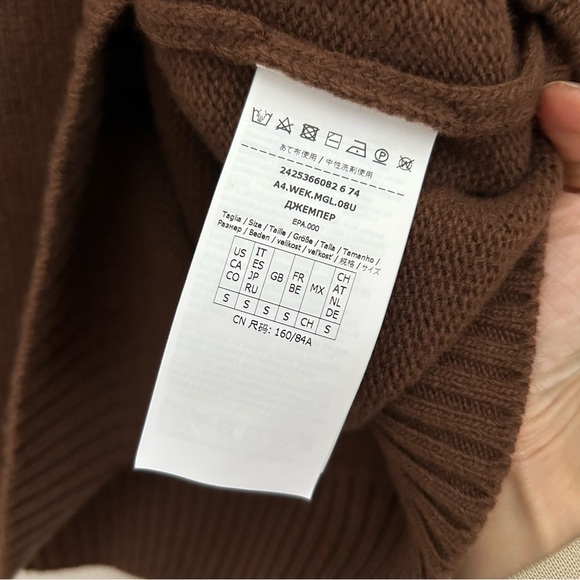 あて布使用 / 中性洗剤使用
2425366082 6 74
A4.WEK.MGL.08U
ДЖЕМПЕР
EPA.000
Taglia / Size / Taille / Größe / Talla / Tamanho /
Размер / Beden / velikost / veľkosť / 规格 / サイズ
US CA CO
IT ES JP RU
GB
FR BE
MX
CH AT NL DE
S S S S CH S
CN 尺码: 160/84A